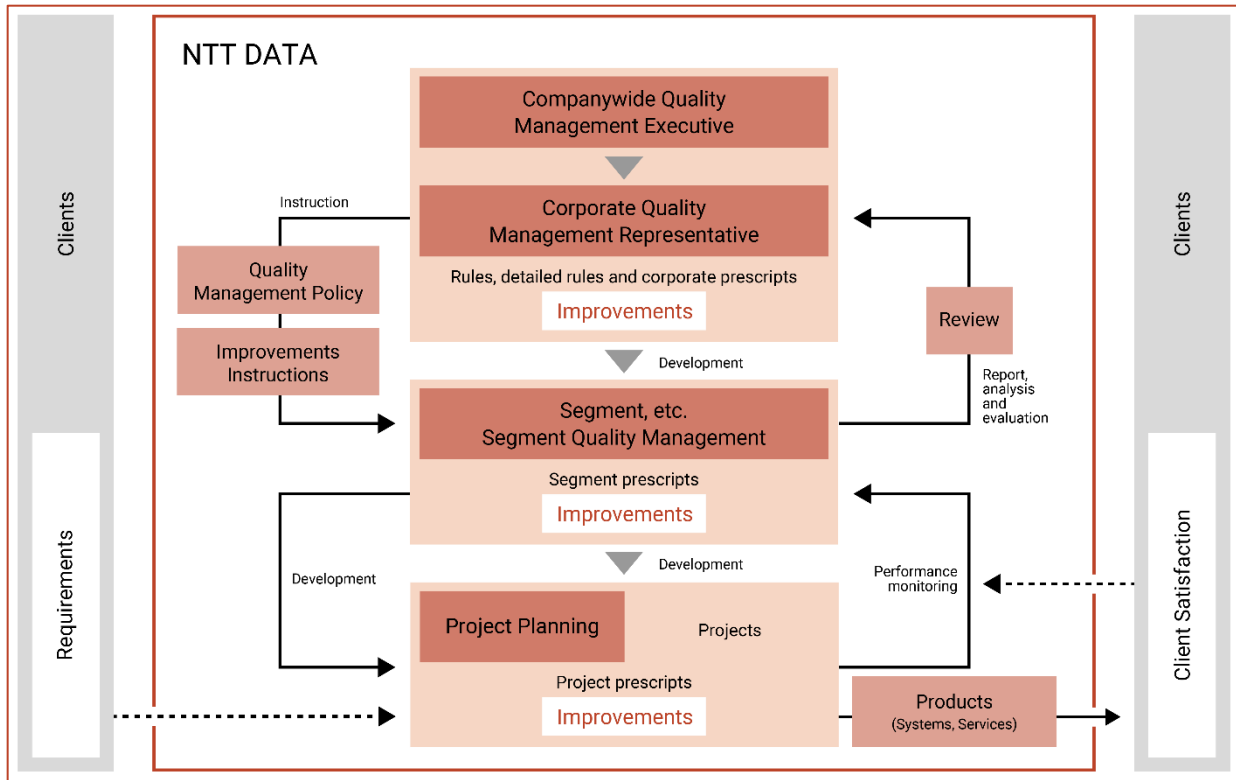 NTT DATA
Clients
Requirements
Companywide Quality
Management Executive
Instruction
Corporate Quality
Management Representative
Rules, detailed rules and corporate prescripts
Improvements
Quality
Management Policy
Improvements
Instructions
Development
Review
Report,
analysis
and
evaluation
Segment, etc.
Segment Quality Management
Segment prescripts
Improvements
Development
Development
Performance
monitoring
Project Planning
Projects
Project prescripts
Improvements
Products
(Systems, Services)
Clients
Client Satisfaction